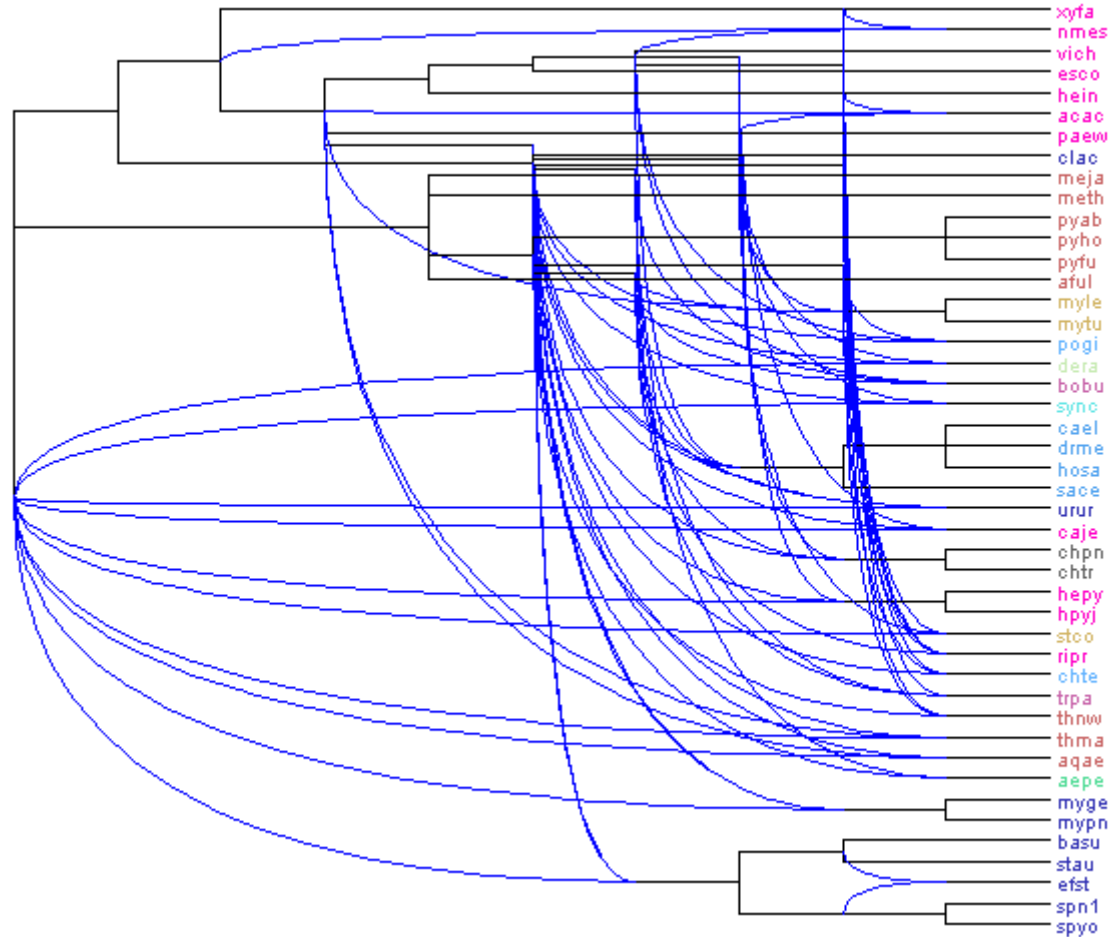 xyfa
nmes
vich
esco
hein
acac
paew
clac
meja
meth
pyab
pyho
pyfu
aful
myle
mytu
pogi
dera
bobu
sync
cael
drme
hosa
sace
urur
caje
chpn
chtr
hepy
hpyj
stco
ripr
chte
trpa
thnw
thma
aqae
aepe
myge
mypn
basu
stau
efst
spn1
spyo